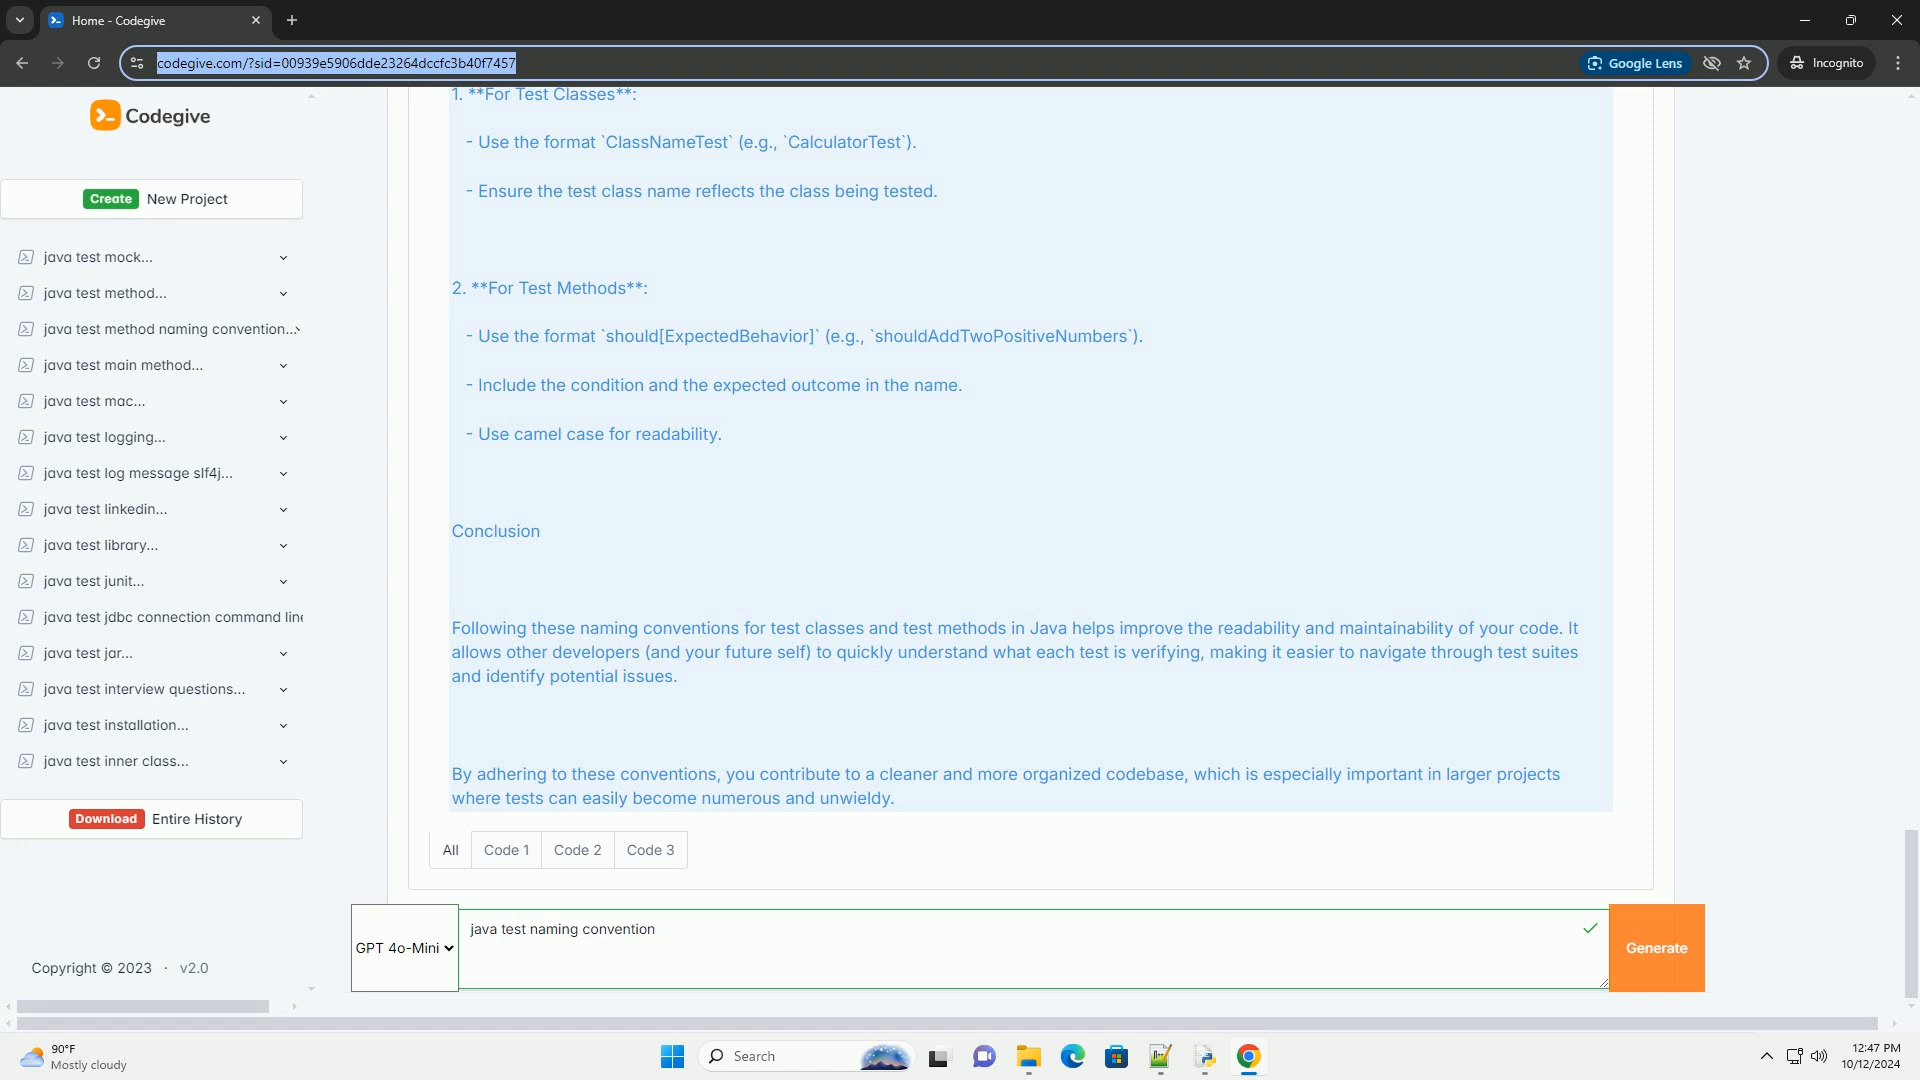 Home - Codegive
codegive.com/?sid=00939e5906dde23264dccfc3b40f7457
Google Lens
Incognito
Codegive
Create New Project
java test mock...
java test method...
java test method naming convention...
java test main method...
java test mac...
java test logging...
java test log message slf4j...
java test linkedin...
java test library...
java test junit...
java test jdbc connection command line
java test jar...
java test interview questions...
java test installation...
java test inner class...
Download Entire History
Copyright © 2023 · v2.0
1. **For Test Classes**:
- Use the format `ClassNameTest` (e.g., `CalculatorTest`).
- Ensure the test class name reflects the class being tested.
2. **For Test Methods**:
- Use the format `should[ExpectedBehavior]` (e.g., `shouldAddTwoPositiveNumbers`).
- Include the condition and the expected outcome in the name.
- Use camel case for readability.
Conclusion
Following these naming conventions for test classes and test methods in Java helps improve the readability and maintainability of your code. It
allows other developers (and your future self) to quickly understand what each test is verifying, making it easier to navigate through test suites
and identify potential issues.
By adhering to these conventions, you contribute to a cleaner and more organized codebase, which is especially important in larger projects
where tests can easily become numerous and unwieldy.
All Code 1 Code 2 Code 3
GPT 4o-Mini
java test naming convention
Generate
90°F
Mostly cloudy
Search
12:47 PM
10/12/2024